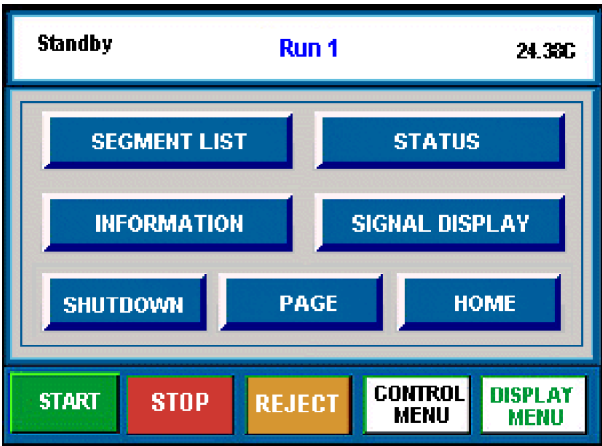 Standby Run 1 24.38C
SEGMENT LIST STATUS
INFORMATION SIGNAL DISPLAY
SHUTDOWN PAGE HOME
START STOP REJECT CONTROL MENU DISPLAY MENU